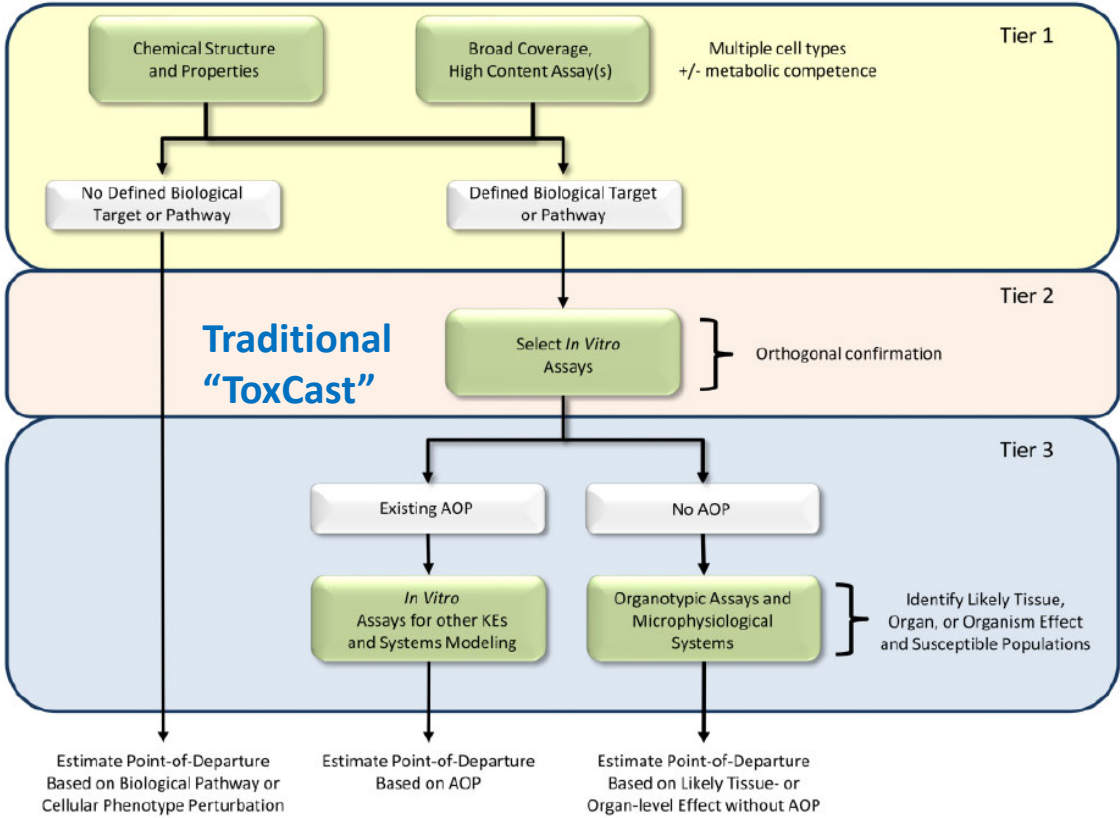 Tier 1
Chemical Structure
and Properties
Broad Coverage,
High Content Assay(s)
Multiple cell types
+/- metabolic competence
No Defined Biological
Target or Pathway
Defined Biological Target
or Pathway
Tier 2
Traditional
“ToxCast”
Select In Vitro
Assays
Orthogonal confirmation
Tier 3
Existing AOP
No AOP
In Vitro
Assays for other KEs
and Systems Modeling
Organotypic Assays and
Microphysiological
Systems
Identify Likely Tissue,
Organ, or Organism Effect
and Susceptible Populations
Estimate Point-of-Departure
Based on Biological Pathway or
Cellular Phenotype Perturbation
Estimate Point-of-Departure
Based on AOP
Estimate Point-of-Departure
Based on Likely Tissue- or
Organ-level Effect without AOP